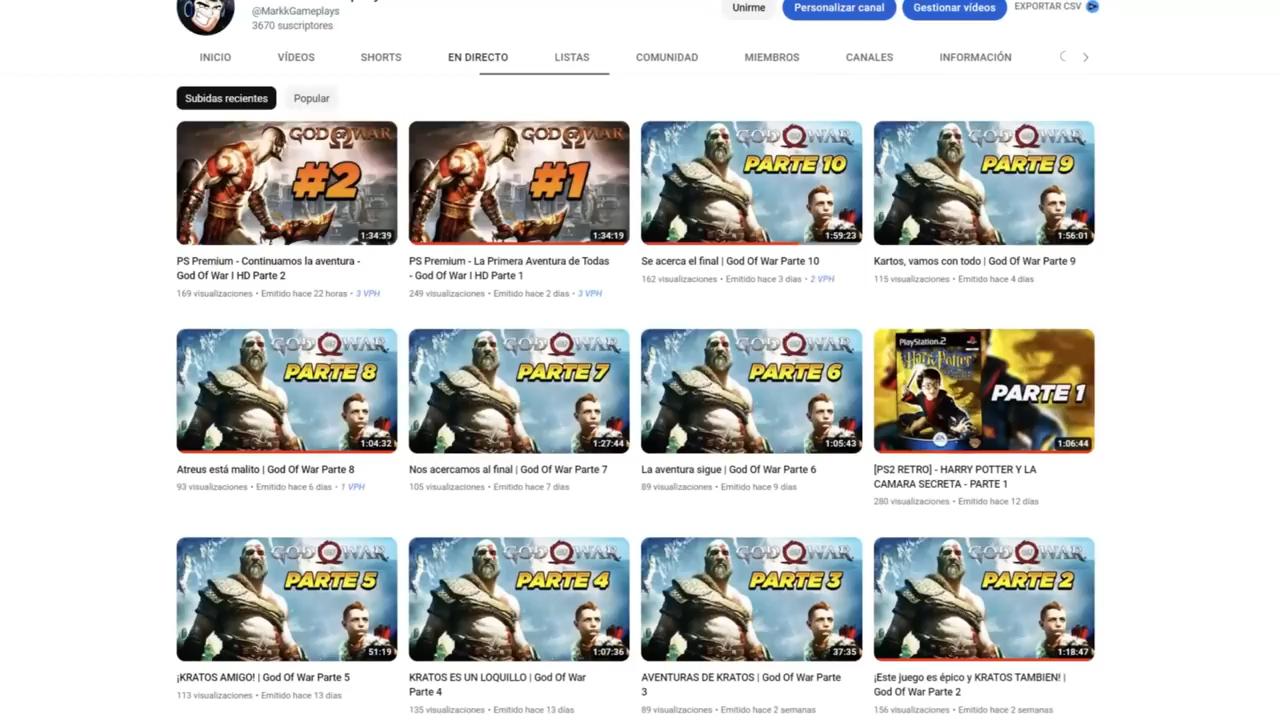 @MarkkGameplays
3670 suscriptores
Unirme
Personalizar canal
Gestionar vídeos
EXPORTAR CSV
INICIO
VÍDEOS
SHORTS
EN DIRECTO
LISTAS
COMUNIDAD
MIEMBROS
CANALES
INFORMACIÓN
Subidas recientes
Popular
GOD OF WAR
#2
1:34:39
GOD OF WAR
#1
1:34:19
GOD OF WAR
PARTE 10
1:59:23
GOD OF WAR
PARTE 9
1:56:01
PS Premium - Continuamos la aventura -
God Of War I HD Parte 2
169 visualizaciones • Emitido hace 22 horas • 3 VPH
PS Premium - La Primera Aventura de Todas
- God Of War I HD Parte 1
249 visualizaciones • Emitido hace 2 días • 3 VPH
Se acerca el final | God Of War Parte 10
162 visualizaciones • Emitido hace 3 días • 2 VPH
Kartos, vamos con todo | God Of War Parte 9
115 visualizaciones • Emitido hace 4 días
GOD OF WAR
PARTE 8
1:04:32
GOD OF WAR
PARTE 7
1:27:44
GOD OF WAR
PARTE 6
1:05:43
PlayStation.2
Harry Potter
EA
PARTE 1
1:06:44
Atreus está malito | God Of War Parte 8
93 visualizaciones • Emitido hace 6 días • 1 VPH
Nos acercamos al final | God Of War Parte 7
105 visualizaciones • Emitido hace 7 días
La aventura sigue | God Of War Parte 6
89 visualizaciones • Emitido hace 9 días
[PS2 RETRO] - HARRY POTTER Y LA
CAMARA SECRETA - PARTE 1
280 visualizaciones • Emitido hace 12 días
GOD OF WAR
PARTE 5
51:19
GOD OF WAR
PARTE 4
1:07:36
GOD OF WAR
PARTE 3
37:35
GOD OF WAR
PARTE 2
1:18:47
¡KRATOS AMIGO! | God Of War Parte 5
113 visualizaciones • Emitido hace 13 días
KRATOS ES UN LOQUILLO | God Of War
Parte 4
135 visualizaciones • Emitido hace 13 días
AVENTURAS DE KRATOS | God Of War Parte
3
89 visualizaciones • Emitido hace 2 semanas
¡Este juego es épico y KRATOS TAMBIEN! |
God Of War Parte 2
156 visualizaciones • Emitido hace 2 semanas